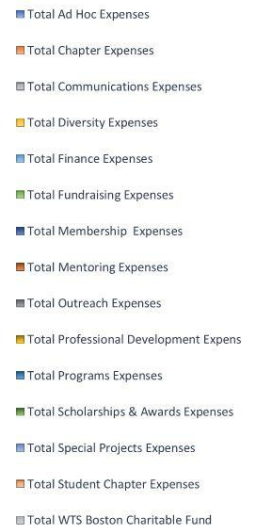 Total Ad Hoc Expenses
Total Chapter Expenses
Total Communications Expenses
Total Diversity Expenses
Total Finance Expenses
Total Fundraising Expenses
Total Membership Expenses
Total Mentoring Expenses
Total Outreach Expenses
Total Professional Development Expens
Total Programs Expenses
Total Scholarships & Awards Expenses
Total Special Projects Expenses
Total Student Chapter Expenses
Total WTS Boston Charitable Fund